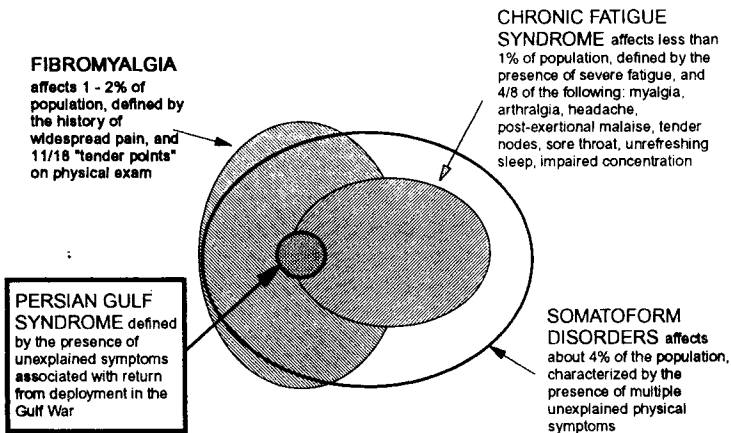 FIBROMYALGIA
affects 1 - 2% of
population, defined by
the history of
widespread pain, and
11/18 "tender points"
on physical exam
CHRONIC FATIGUE
SYNDROME affects less than
1% of population, defined by the
presence of severe fatigue, and
4/8 of the following: myalgia,
arthralgia, headache,
post-exertional malaise, tender
nodes, sore throat, unrefreshing
sleep, impaired concentration
PERSIAN GULF
SYNDROME defined
by the presence of
unexplained symptoms
associated with return
from deployment in the
Gulf War
SOMATOFORM
DISORDERS affects
about 4% of the population,
characterized by the
presence of multiple
unexplained physical
symptoms